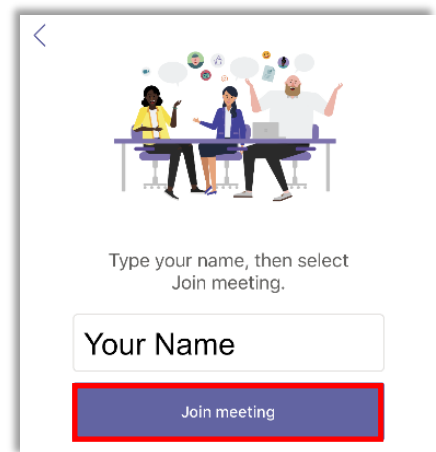 Type your name, then select
Join meeting.
Your Name
Join meeting